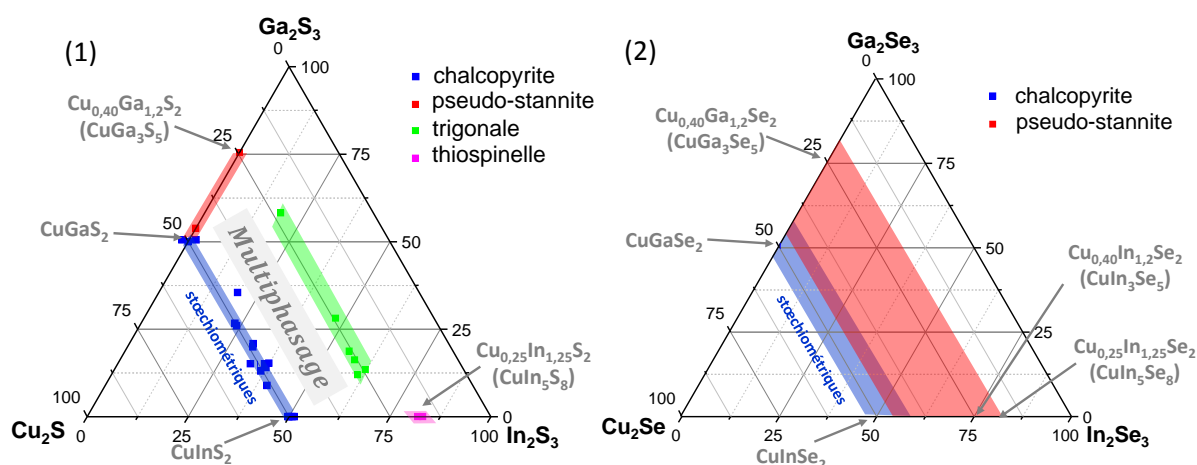 (1)
Ga₂S₃
0
100
chalcopyrite
pseudo-stannite
trigonale
thiospinelle
Cu₀,₄₀Ga₁,₂S₂
(CuGa₃S₅)
25
75
CuGaS₂
50
50
Multiphasage
stœchiométriques
75
25
Cu₀,₂₅In₁,₂₅S₂
(CuIn₅S₈)
100
0
Cu₂S
0
25
50
75
100
In₂S₃
CuInS₂
(2)
Ga₂Se₃
0
100
chalcopyrite
pseudo-stannite
Cu₀,₄₀Ga₁,₂Se₂
(CuGa₃Se₅)
25
75
CuGaSe₂
50
50
Cu₀,₄₀In₁,₂Se₂
(CuIn₃Se₅)
stœchiométriques
75
25
Cu₀,₂₅In₁,₂₅Se₂
(CuIn₅Se₈)
100
0
Cu₂Se
0
25
50
75
100
In₂Se₃
CuInSe₂